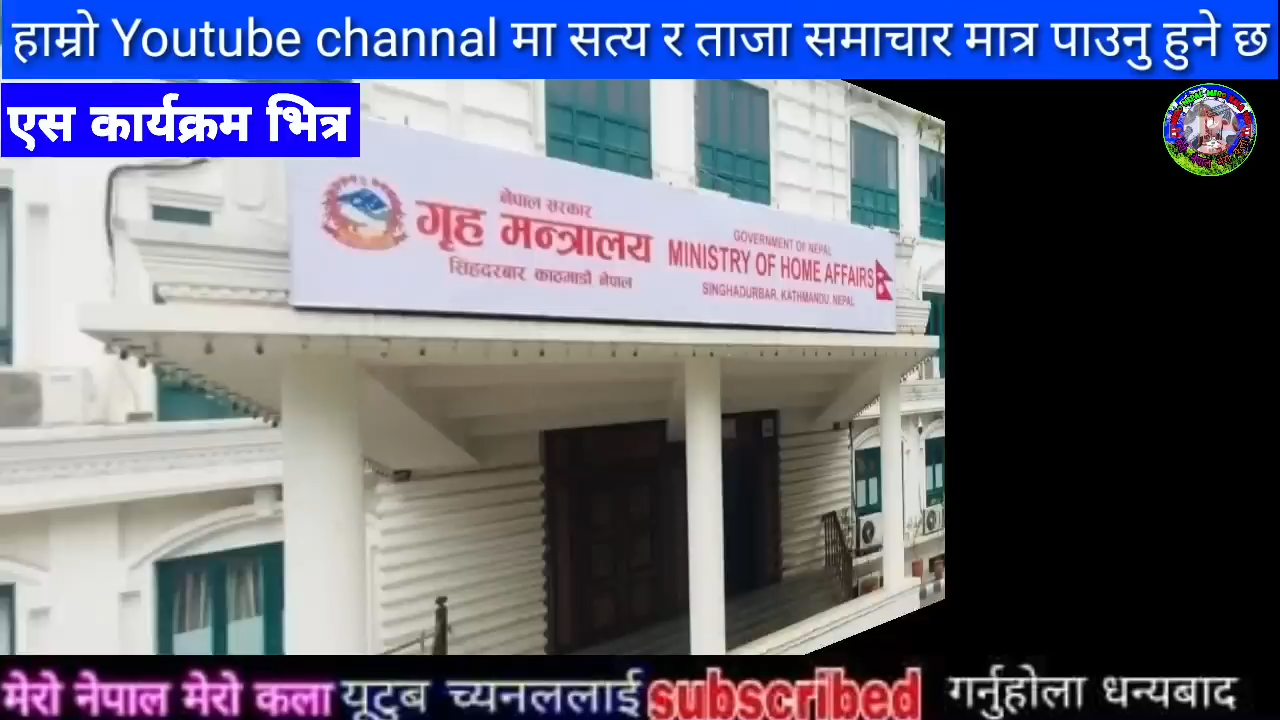 हाम्रो Youtube channal मा सत्य र ताजा समाचार मात्र पाउनु हुने छ
एस कार्यक्रम भित्र
नेपाल सरकार
गृह मन्त्रालय
सिंहदरबार काठमाडौं नेपाल
GOVERNMENT OF NEPAL
MINISTRY OF HOME AFFAIRS
SINGHADURBAR, KATHMANDU, NEPAL
मेरो नेपाल मेरो कला यूटुब च्यनललाई subscribed गर्नुहोला धन्यबाद